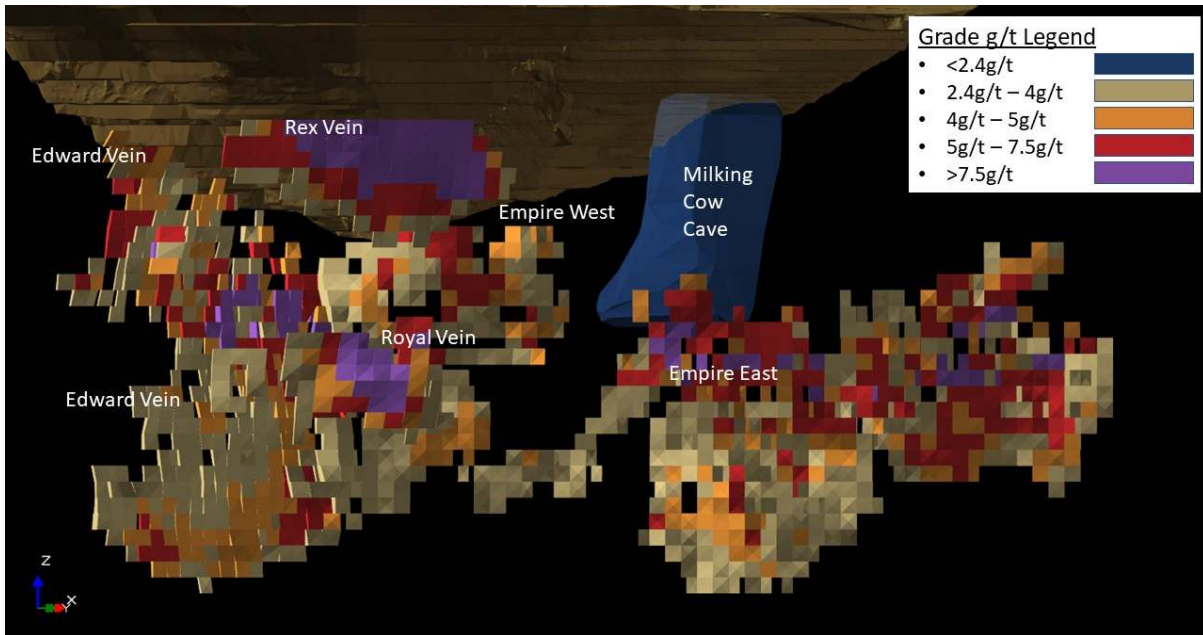 Grade g/t Legend
• <2.4g/t
• 2.4g/t – 4g/t
• 4g/t – 5g/t
• 5g/t – 7.5g/t
• >7.5g/t
Rex Vein
Edward Vein
Milking
Cow
Cave
Empire West
Royal Vein
Empire East
Edward Vein
Z
X
Y